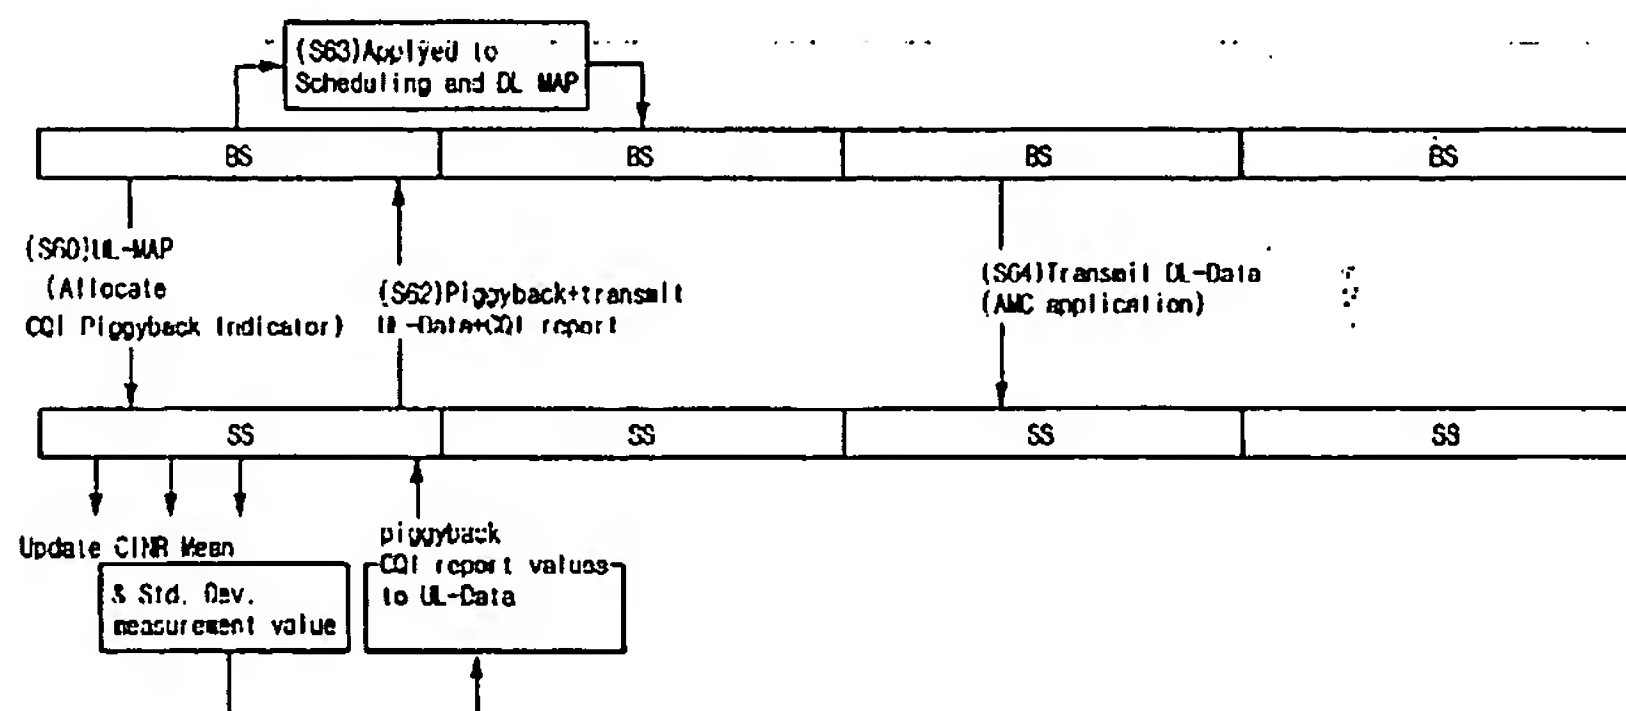 (S63)Applyed to
Scheduling and DL MAP
BS BS BS BS
(S60)UL-MAP
(Allocate
CQI Piggyback Indicator)
(S62)Piggyback+transmit
UL-Data+CQI report
(S64)Transmit DL-Data
(AMC application)
SS SS SS SS
Update CINR Mean
& Std. Dev.
measurement value
piggyback
CQI report values
to UL-Data